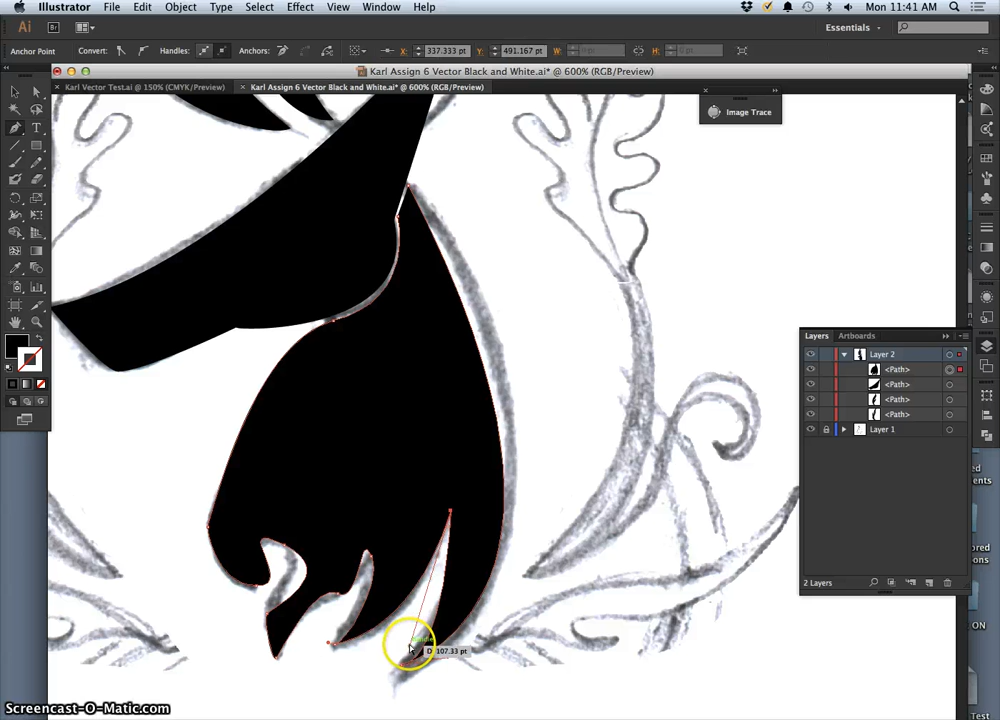 Illustrator File Edit Object Type Select Effect View Window Help Mon 11:41 AM
Ai Br Essentials
Anchor Point Convert: Handles: Anchors: X: 337.333 pt Y: 491.167 pt W: H:
Karl Assign 6 Vector Black and White.ai* @ 600% (RGB/Preview)
Karl Vector Test.ai @ 150% (CMYK/Preview) Karl Assign 6 Vector Black and White.ai* @ 600% (RGB/Preview)
Image Trace
Layers Artboards
Layer 2
<Path>
<Path>
<Path>
<Path>
Layer 1
2 Layers
D: 107.33 pt
Test
Screencast-O-Matic.com